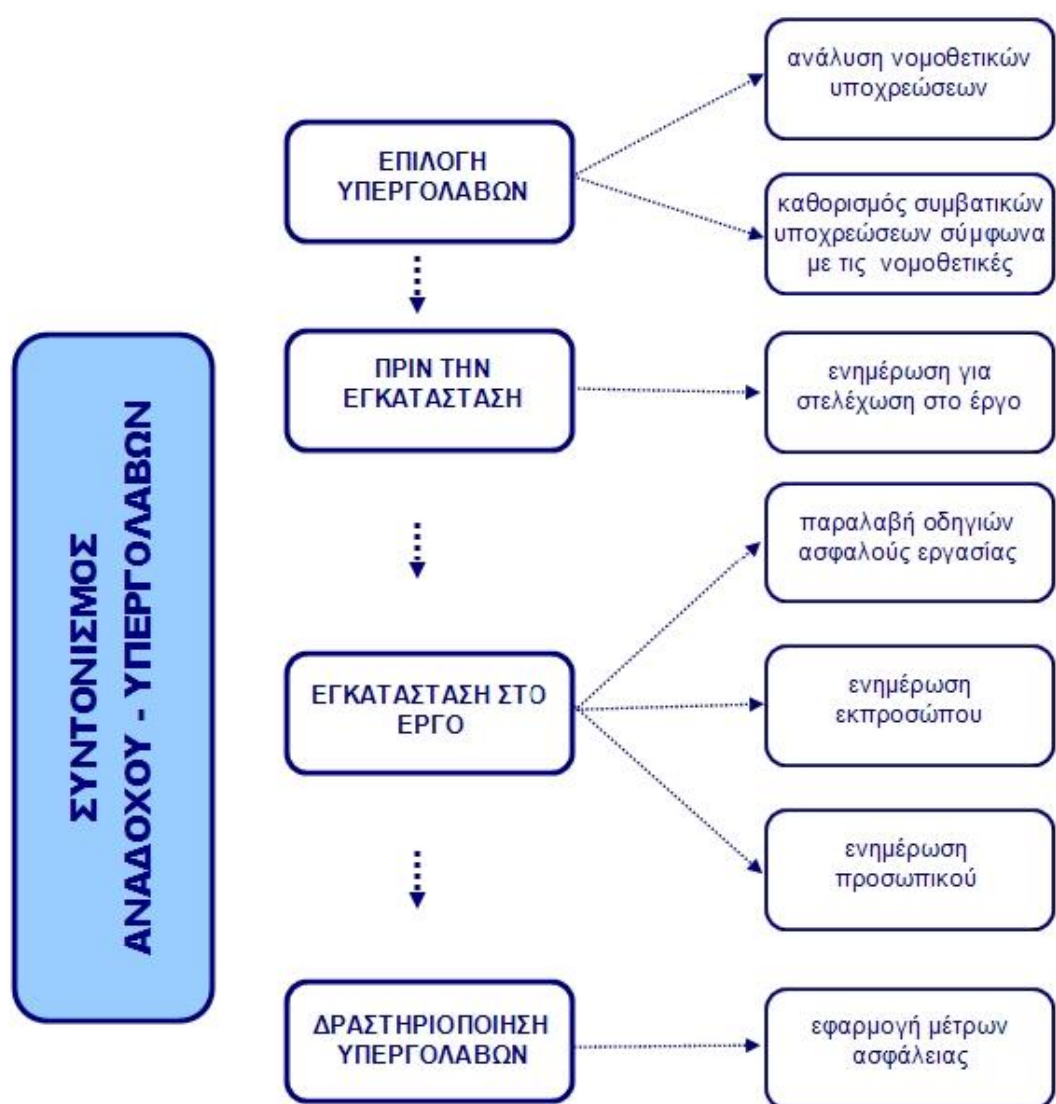 ΣΥΝΤΟΝΙΣΜΟΣ
ΑΝΑΔΟΧΟΥ - ΥΠΕΡΓΟΛΑΒΩΝ
ΕΠΙΛΟΓΗ
ΥΠΕΡΓΟΛΑΒΩΝ
ανάλυση νομοθετικών
υποχρεώσεων
καθορισμός συμβατικών
υποχρεώσεων σύμφωνα
με τις νομοθετικές
ΠΡΙΝ ΤΗΝ
ΕΓΚΑΤΑΣΤΑΣΗ
ενημέρωση για
στελέχωση στο έργο
ΕΓΚΑΤΑΣΤΑΣΗ ΣΤΟ
ΕΡΓΟ
παραλαβή οδηγιών
ασφαλούς εργασίας
ενημέρωση
εκπροσώπου
ενημέρωση
προσωπικού
ΔΡΑΣΤΗΡΙΟΠΟΙΗΣΗ
ΥΠΕΡΓΟΛΑΒΩΝ
εφαρμογή μέτρων
ασφάλειας